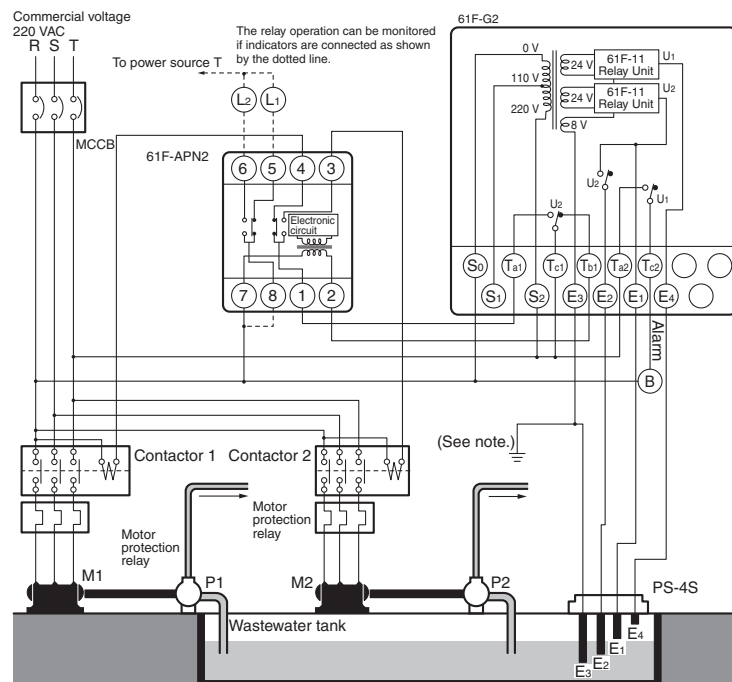 Commercial voltage
220 VAC
R S T
MCCB
The relay operation can be monitored
if indicators are connected as shown
by the dotted line.
To power source T
L2 L1
61F-APN2
6 5 4 3
Electronic
circuit
7 8 1 2
61F-G2
0 V
110 V
220 V
24 V
61F-11
Relay Unit
U1
24 V
61F-11
Relay Unit
U2
8 V
U2
U1
U2
S0 Ta1 Tc1 Tb1 Ta2 Tc2
S1 S2 E3 E2 E1 E4
Alarm
B
(See note.)
Contactor 1
Contactor 2
Motor
protection
relay
Motor
protection
relay
M1
P1
M2
P2
PS-4S
Wastewater tank
E4
E1
E2
E3